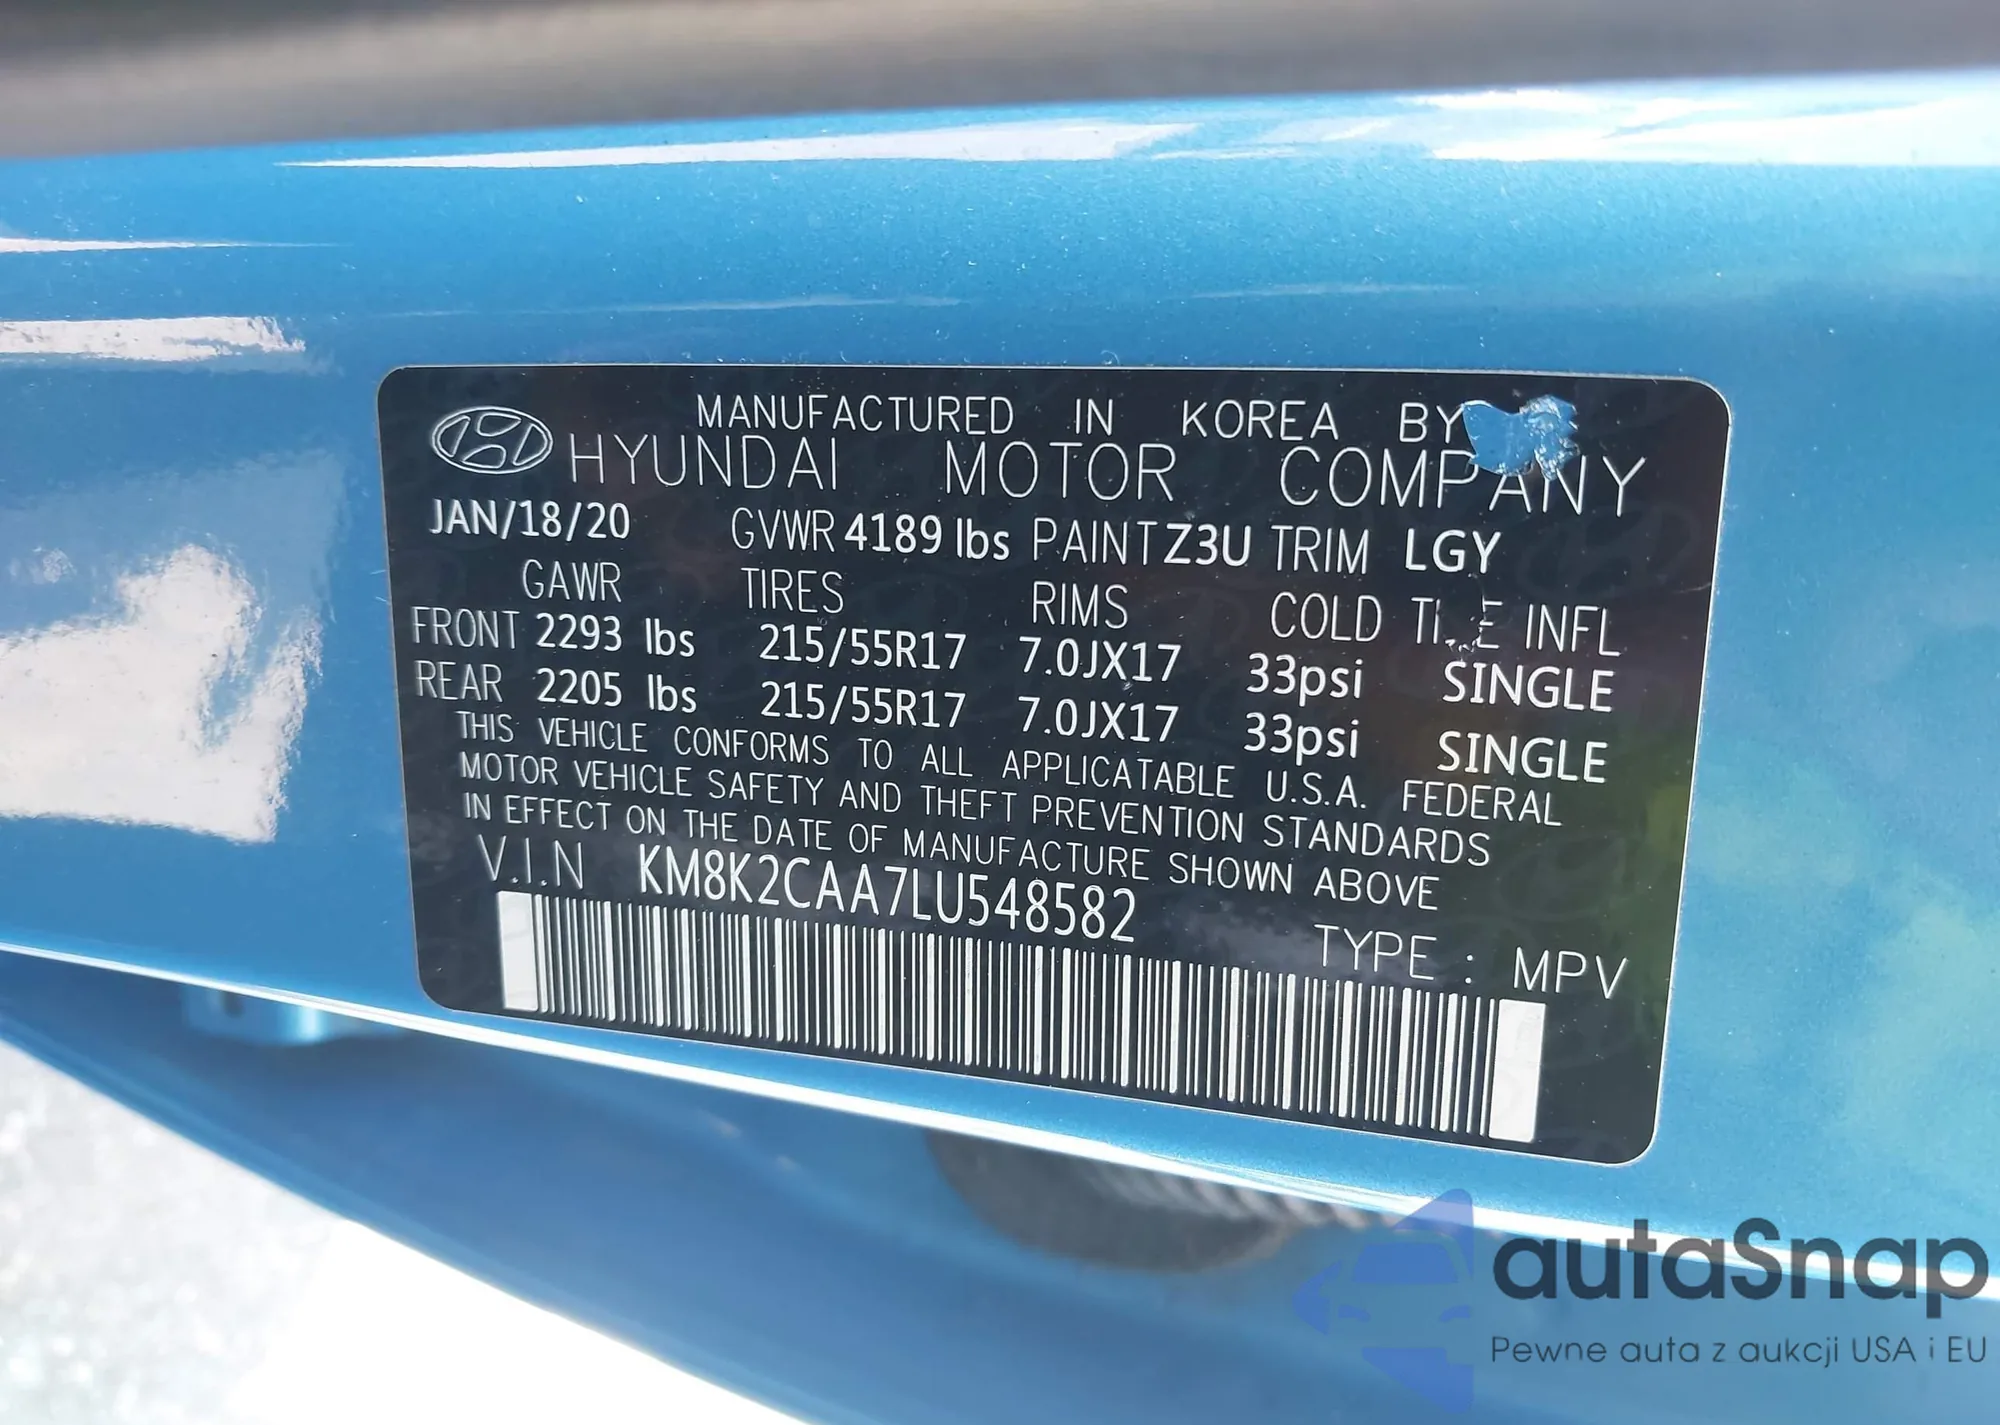 MANUFACTURED IN KOREA BY
HYUNDAI MOTOR COMPANY
JAN/18/20 GVWR 4189 lbs PAINT Z3U TRIM LGY
GAWR TIRES RIMS COLD INFL
FRONT 2293 lbs 215/55R17 7.0JX17 33psi SINGLE
REAR 2205 lbs 215/55R17 7.0JX17 33psi SINGLE
THIS VEHICLE CONFORMS TO ALL APPLICATABLE U.S.A. FEDERAL
MOTOR VEHICLE SAFETY AND THEFT PREVENTION STANDARDS
IN EFFECT ON THE DATE OF MANUFACTURE SHOWN ABOVE
V.I.N KM8K2CAA7LU548582
TYPE : MPV
autaSnap
Pewne auta z aukcji USA i EU